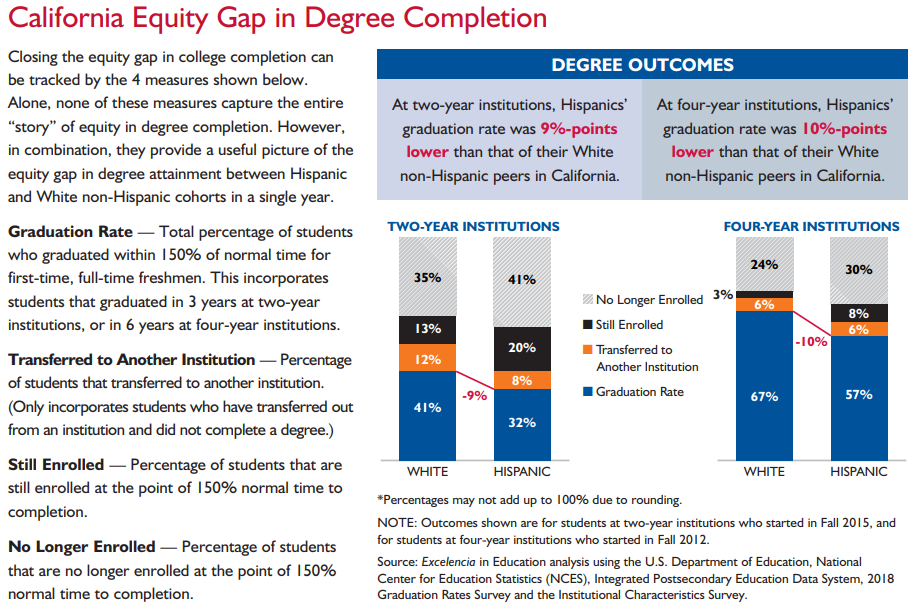 California Equity Gap in Degree Completion
Closing the equity gap in college completion can
be tracked by the 4 measures shown below.
Alone, none of these measures capture the entire
“story” of equity in degree completion. However,
in combination, they provide a useful picture of the
equity gap in degree attainment between Hispanic
and White non-Hispanic cohorts in a single year.
Graduation Rate — Total percentage of students
who graduated within 150% of normal time for
first-time, full-time freshmen. This incorporates
students that graduated in 3 years at two-year
institutions, or in 6 years at four-year institutions.
Transferred to Another Institution — Percentage
of students that transferred to another institution.
(Only incorporates students who have transferred out
from an institution and did not complete a degree.)
Still Enrolled — Percentage of students that are
still enrolled at the point of 150% normal time to
completion.
No Longer Enrolled — Percentage of students
that are no longer enrolled at the point of 150%
normal time to completion.
DEGREE OUTCOMES
At two-year institutions, Hispanics’
graduation rate was 9%-points
lower than that of their White
non-Hispanic peers in California.
At four-year institutions, Hispanics’
graduation rate was 10%-points
lower than that of their White
non-Hispanic peers in California.
TWO-YEAR INSTITUTIONS
35%
13%
12%
41%
-9%
41%
20%
8%
32%
WHITE
HISPANIC
No Longer Enrolled
Still Enrolled
Transferred to
Another Institution
Graduation Rate
FOUR-YEAR INSTITUTIONS
24%
3%
6%
67%
-10%
30%
8%
6%
57%
WHITE
HISPANIC
*Percentages may not add up to 100% due to rounding.
NOTE: Outcomes shown are for students at two-year institutions who started in Fall 2015, and
for students at four-year institutions who started in Fall 2012.
Source: Excelencia in Education analysis using the U.S. Department of Education, National
Center for Education Statistics (NCES), Integrated Postsecondary Education Data System, 2018
Graduation Rates Survey and the Institutional Characteristics Survey.